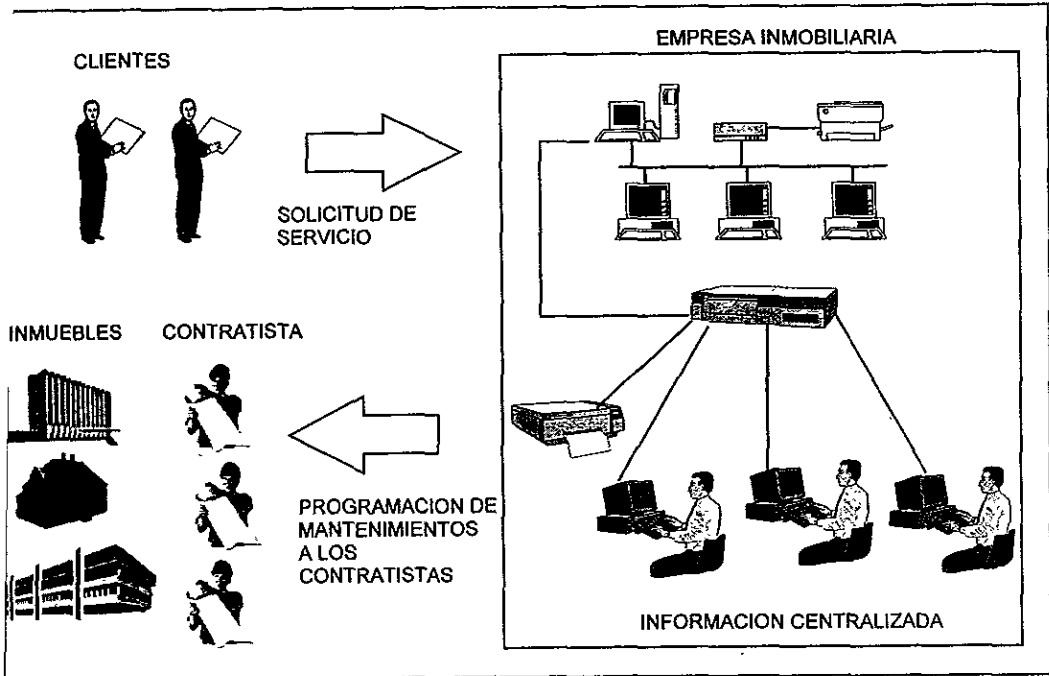 CLIENTES
EMPRESA INMOBILIARIA
SOLICITUD DE
SERVICIO
INMUEBLES
CONTRATISTA
PROGRAMACION DE
MANTENIMIENTOS
A LOS
CONTRATISTAS
INFORMACION CENTRALIZADA